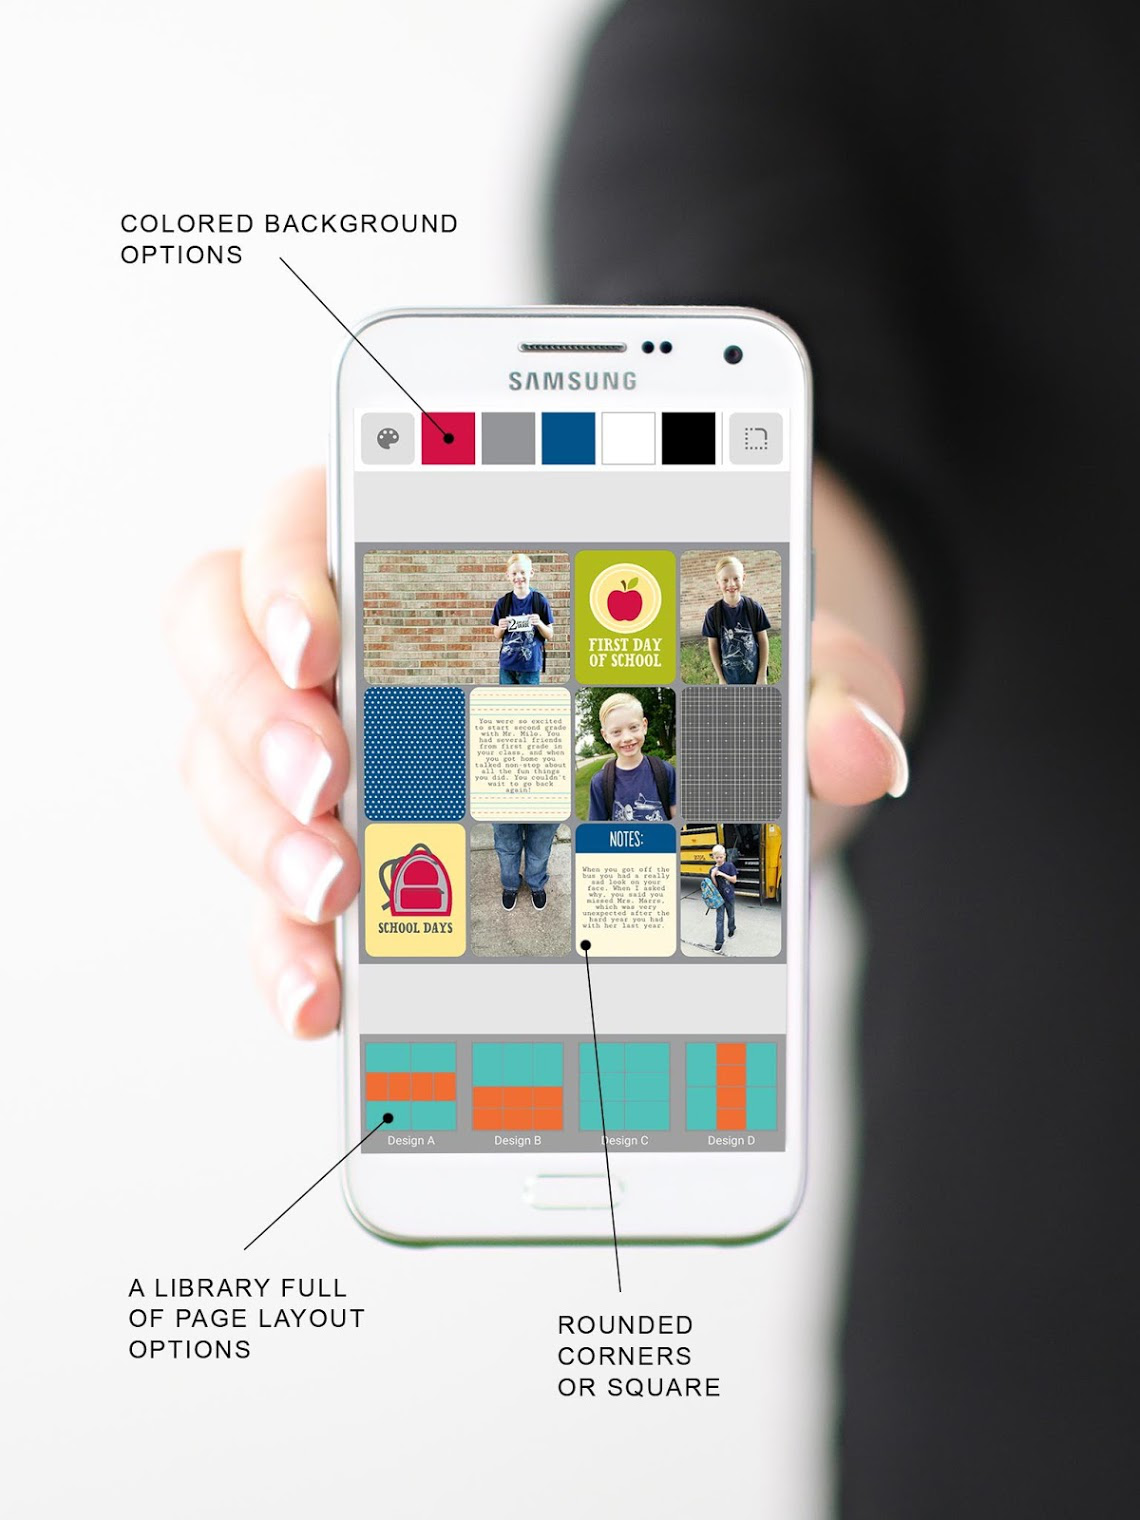 COLORED BACKGROUND
OPTIONS
SAMSUNG
2
FIRST DAY
OF SCHOOL
You were so excited
to start second grade
with Mr. Milo. You
had several friends
from first grade in
your class, and when
you got home you
talked non-stop about
all the fun things
you did. You couldn't
wait to go back
again!
SCHOOL DAYS
NOTES:
When you got off the
bus you had a really
sad look on your
face. When I asked
why, you said you
missed Mrs. Marrs,
which was very
unexpected after the
hard year you had
with her last year.
Design A
Design B
Design C
Design D
A LIBRARY FULL
OF PAGE LAYOUT
OPTIONS
ROUNDED
CORNERS
OR SQUARE